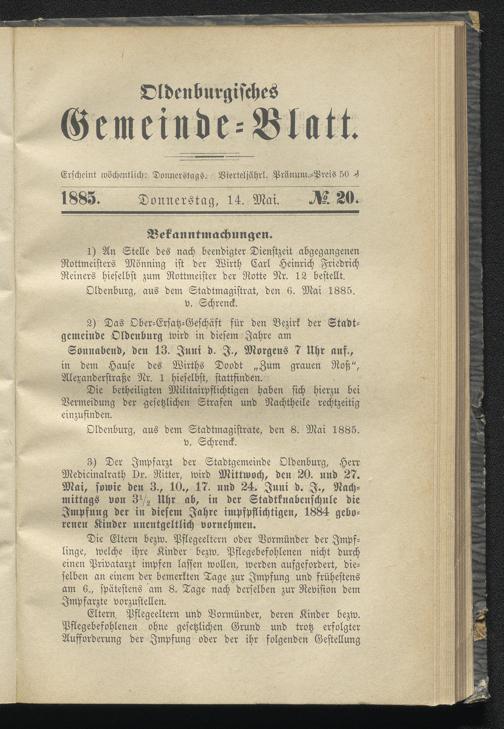 Oldenburgisches
Gemeinde-Blatt.
Erscheint wöchentlich: Donnerstags. Vierteljährl. Pränum.-Preis 50 ₰
1885. Donnerstag, 14. Mai. № 20.
Bekanntmachungen.
1) An Stelle des nach beendigter Dienstzeit abgegangenen
Rottmeisters Mönning ist der Wirth Carl Heinrich Friedrich
Reiners hieselbst zum Rottmeister der Rotte Nr. 12 bestellt.
Oldenburg, aus dem Stadtmagistrat, den 6. Mai 1885.
v. Schrenck.
2) Das Ober-Ersatz-Geschäft für den Bezirk der Stadt-
gemeinde Oldenburg wird in diesem Jahre am
Sonnabend, den 13. Juni d. J., Morgens 7 Uhr auf.,
in dem Hause des Wirths Doodt „Zum grauen Roß“,
Alexanderstraße Nr. 1 hieselbst, stattfinden.
Die betheiligten Militairpflichtigen haben sich hierzu bei
Vermeidung der gesetzlichen Strafen und Nachtheile rechtzeitig
einzufinden.
Oldenburg, aus dem Stadtmagistrate, den 8. Mai 1885.
v. Schrenck.
3) Der Impfarzt der Stadtgemeinde Oldenburg, Herr
Medicinalrath Dr. Ritter, wird Mittwoch, den 20. und 27.
Mai, sowie den 3., 10., 17. und 24. Juni d. J., Nach-
mittags von 3½ Uhr ab, in der Stadtknabenschule die
Impfung der in diesem Jahre impfpflichtigen, 1884 gebo-
renen Kinder unentgeltlich vornehmen.
Die Eltern bezw. Pflegeeltern oder Vormünder der Impf-
linge, welche ihre Kinder bezw. Pflegebefohlenen nicht durch
einen Privatarzt impfen lassen wollen, werden aufgefordert, die-
selben an einem der bemerkten Tage zur Impfung und frühestens
am 6., spätestens am 8. Tage nach derselben zur Revision dem
Impfarzte vorzustellen.
Eltern, Pflegeeltern und Vormünder, deren Kinder bezw.
Pflegebefohlenen ohne gesetzlichen Grund und trotz erfolgter
Aufforderung der Impfung oder der ihr folgenden Gestellung